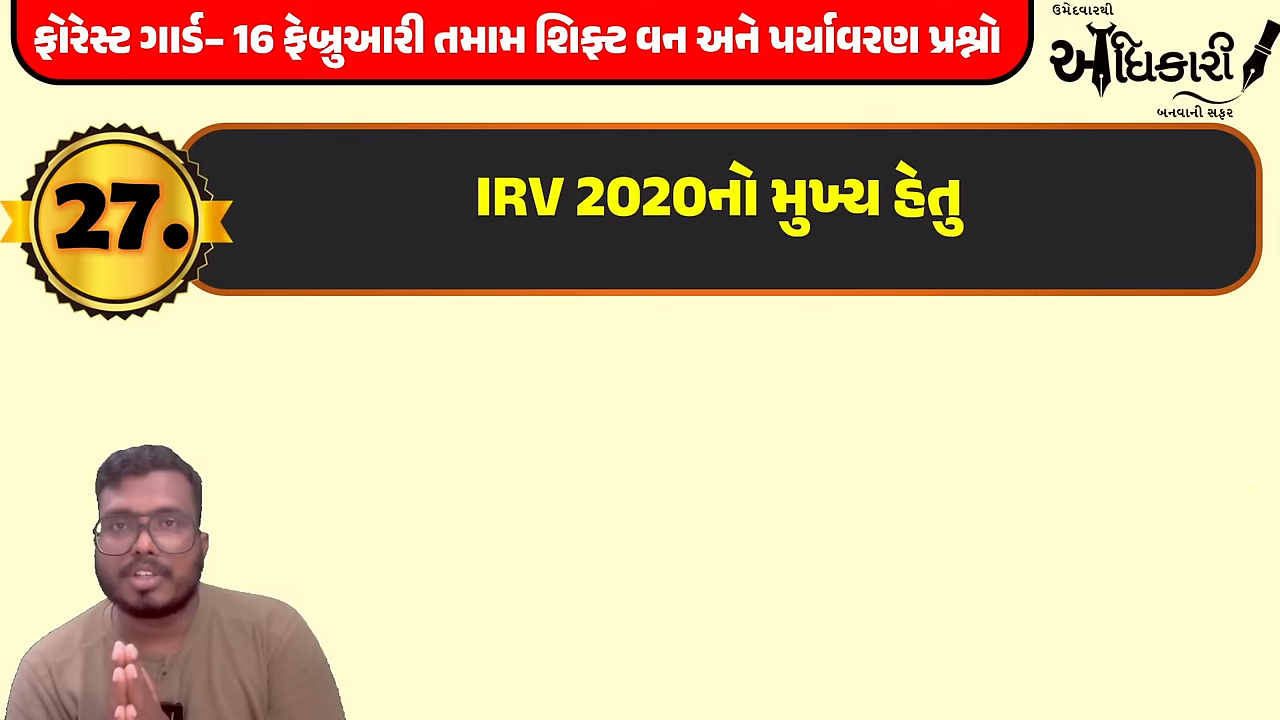 ફોરેસ્ટ ગાર્ડ– 16 ફેબ્રુઆરી તમામ શિફ્ટ વન અને પર્યાવરણ પ્રશ્નો
ઉમેદવારથી
અધિકારી
બનવાની સફર
27.
IRV 2020નો મુખ્ય હેતુ